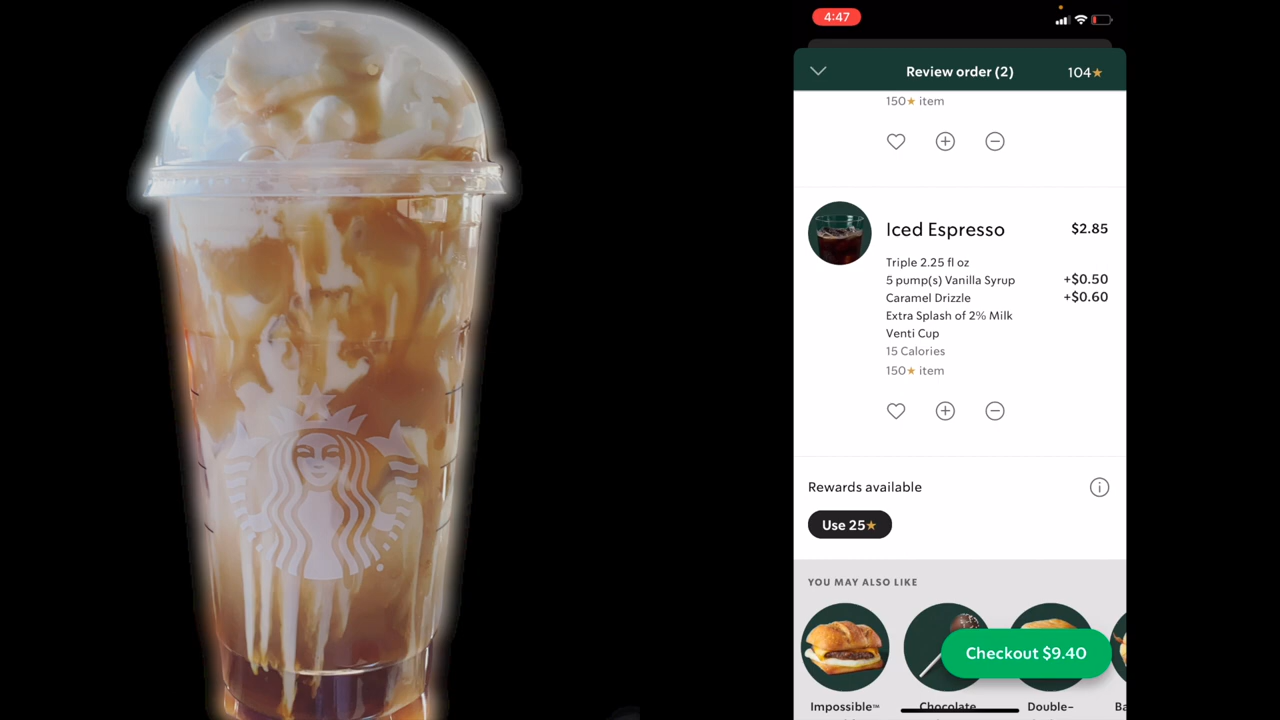 4:47
Review order (2)
104★
150★ item
Iced Espresso
$2.85
Triple 2.25 fl oz
5 pump(s) Vanilla Syrup
+$0.50
Caramel Drizzle
+$0.60
Extra Splash of 2% Milk
Venti Cup
15 Calories
150★ item
Rewards available
Use 25★
YOU MAY ALSO LIKE
Checkout $9.40
Impossible™
Chocolate
Double-